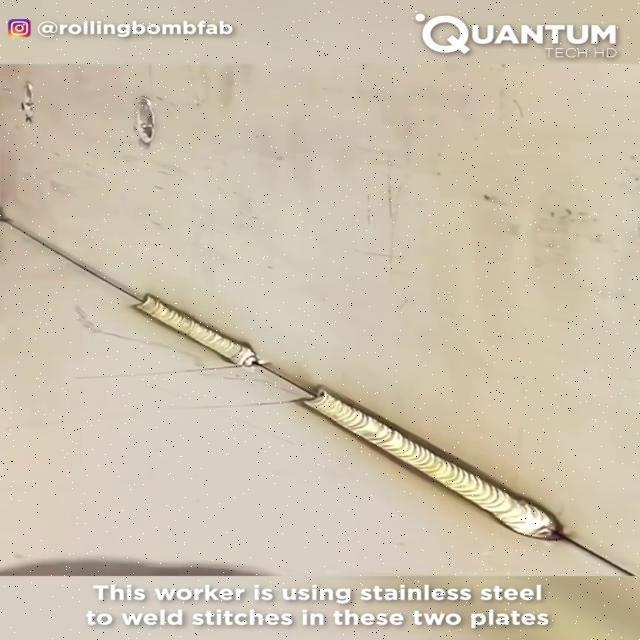 @rollingbombfab
QUANTUM
TECH HD
This worker is using stainless steel
to weld stitches in these two plates